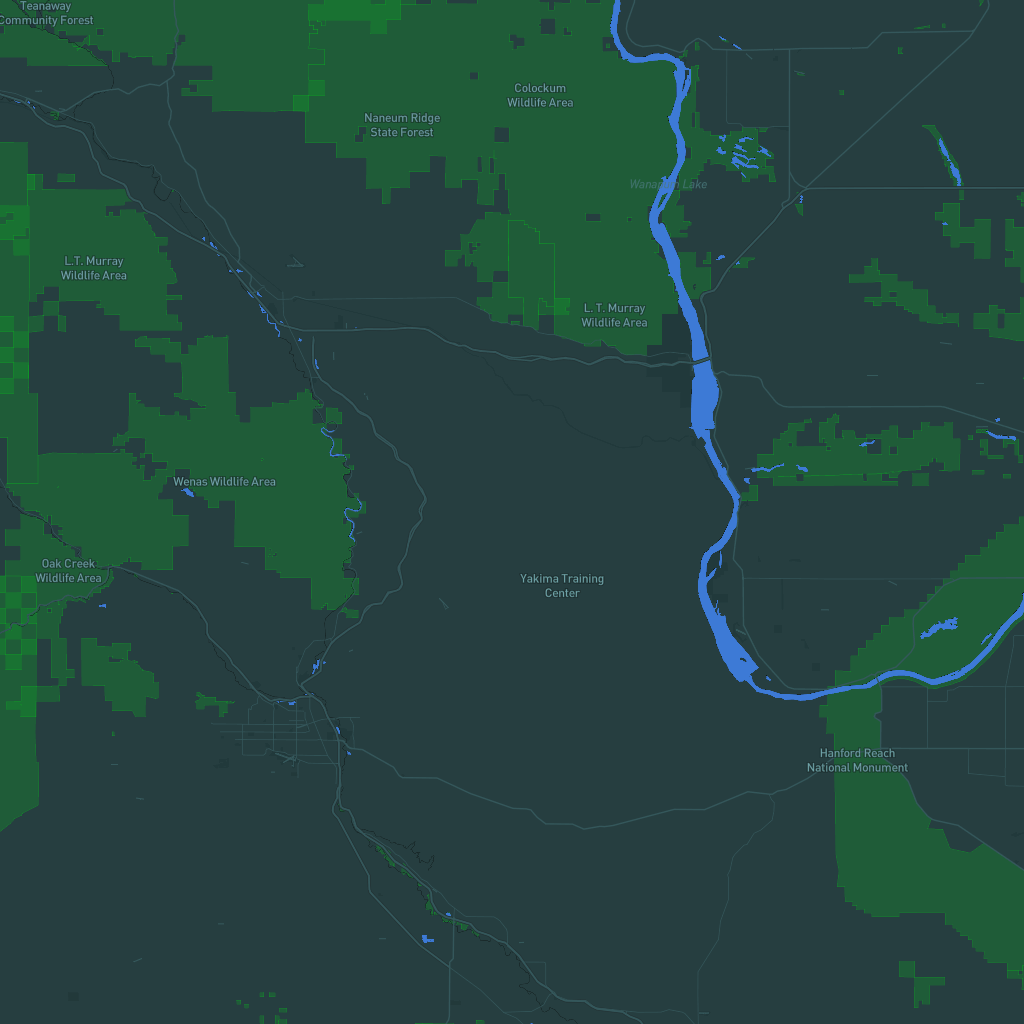 Teanaway
Community Forest
Colockum
Wildlife Area
Naneum Ridge
State Forest
Lake
L.T. Murray
Wildlife Area
L. T. Murray
Wildlife Area
Wenas Wildlife Area
Oak Creek
Wildlife Area
Yakima Training
Center
Hanford Reach
National Monument